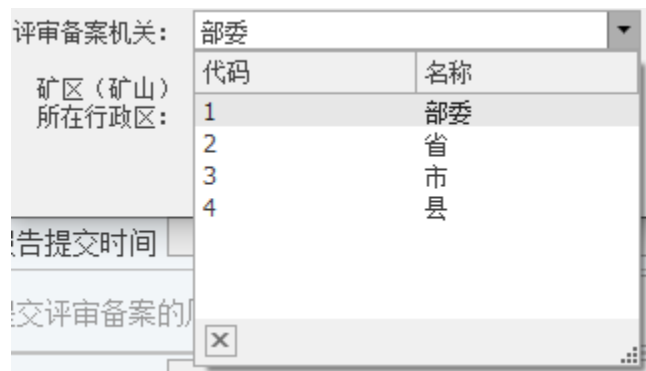 评审备案机关： 部委
代码 名称
矿区（矿山）
所在行政区：
1 部委
2 省
3 市
4 县
告提交时间
交评审备案的